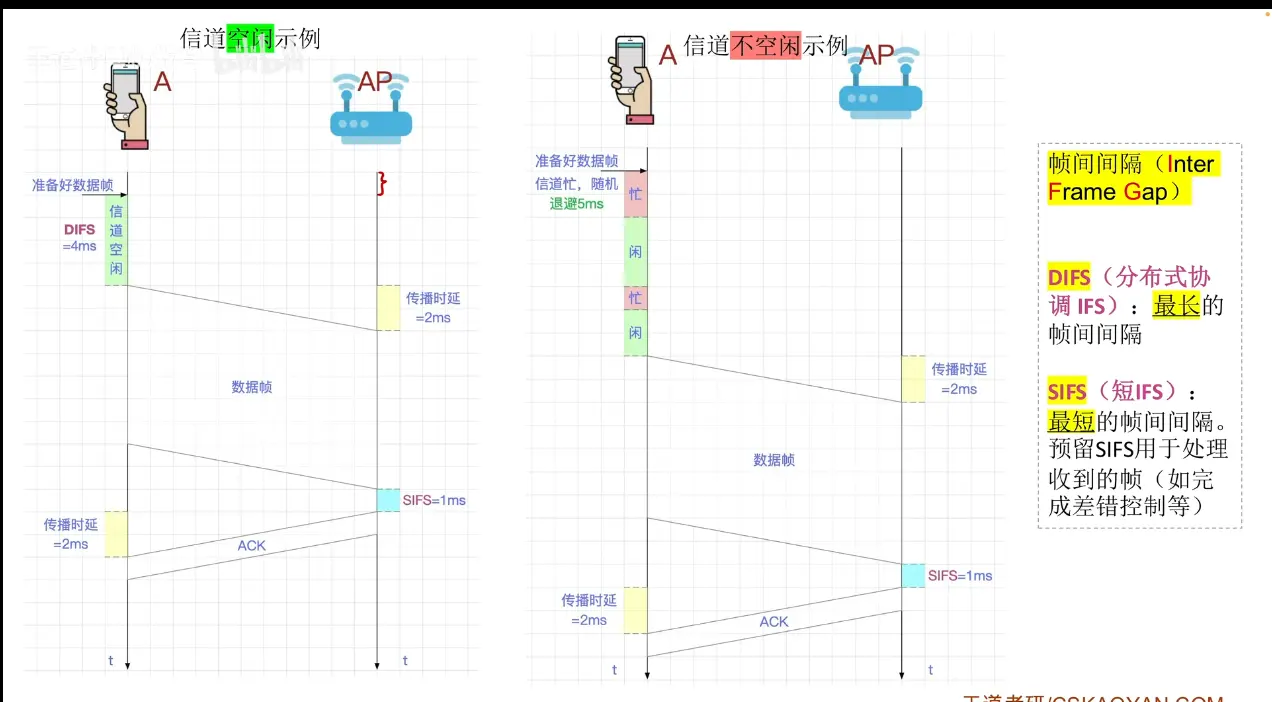 信道空闲示例
A
AP
准备好数据帧
DIFS
=4ms
信
道
空
闲
}
传播时延
=2ms
数据帧
SIFS=1ms
传播时延
=2ms
ACK
t
t
信道不空闲示例
A
AP
准备好数据帧
信道忙，随机
退避5ms
忙
闲
忙
闲
传播时延
=2ms
数据帧
SIFS=1ms
传播时延
=2ms
ACK
t
t
帧间间隔（Inter
Frame Gap）
DIFS（分布式协
调 IFS）：最长的
帧间间隔
SIFS（短IFS）：
最短的帧间间隔。
预留SIFS用于处理
收到的帧（如完
成差错控制等）
王道考研/CSKAOYAN.COM